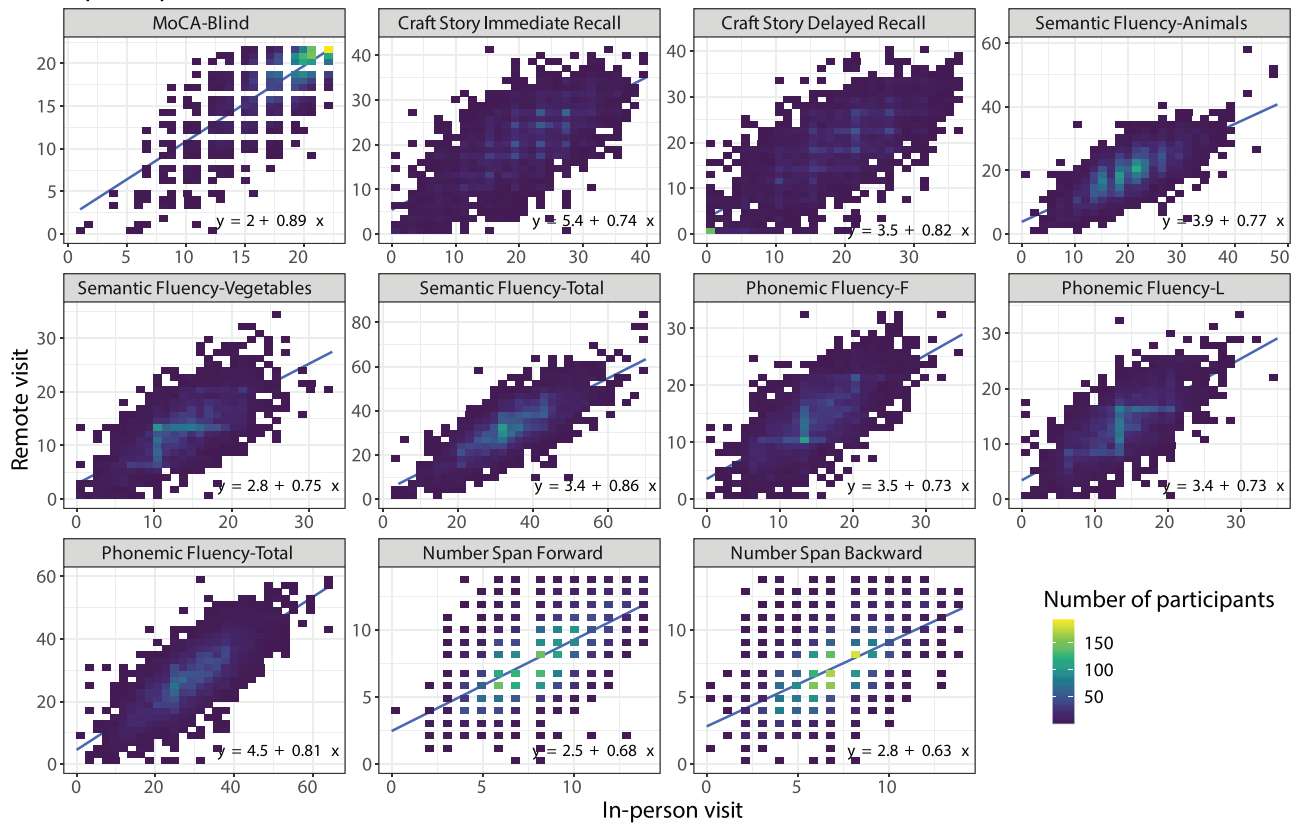 MoCA-Blind
Craft Story Immediate Recall
Craft Story Delayed Recall
Semantic Fluency-Animals
20
15
10
5
0
0 5 10 15 20
y = 2 + 0.89 x
40
30
20
10
0
0 10 20 30 40
y = 5.4 + 0.74 x
40
30
20
10
0
0 10 20 30
y = 3.5 + 0.82 x
60
40
20
0
0 10 20 30 40 50
y = 3.9 + 0.77 x
Semantic Fluency-Vegetables
Semantic Fluency-Total
Phonemic Fluency-F
Phonemic Fluency-L
30
20
10
0
0 10 20 30
y = 2.8 + 0.75 x
80
60
40
20
0
20 40 60
0
y = 3.4 + 0.86 x
30
20
10
0
0 10 20 30
y = 3.5 + 0.73 x
30
20
10
0
0 10 20 30
y = 3.4 + 0.73 x
Phonemic Fluency-Total
Number Span Forward
Number Span Backward
60
40
20
0
0 20 40 60
y = 4.5 + 0.81 x
10
5
0
0 5 10
y = 2.5 + 0.68 x
10
5
0
0 5 10
y = 2.8 + 0.63 x
Number of participants
150
100
50
Remote visit
In-person visit